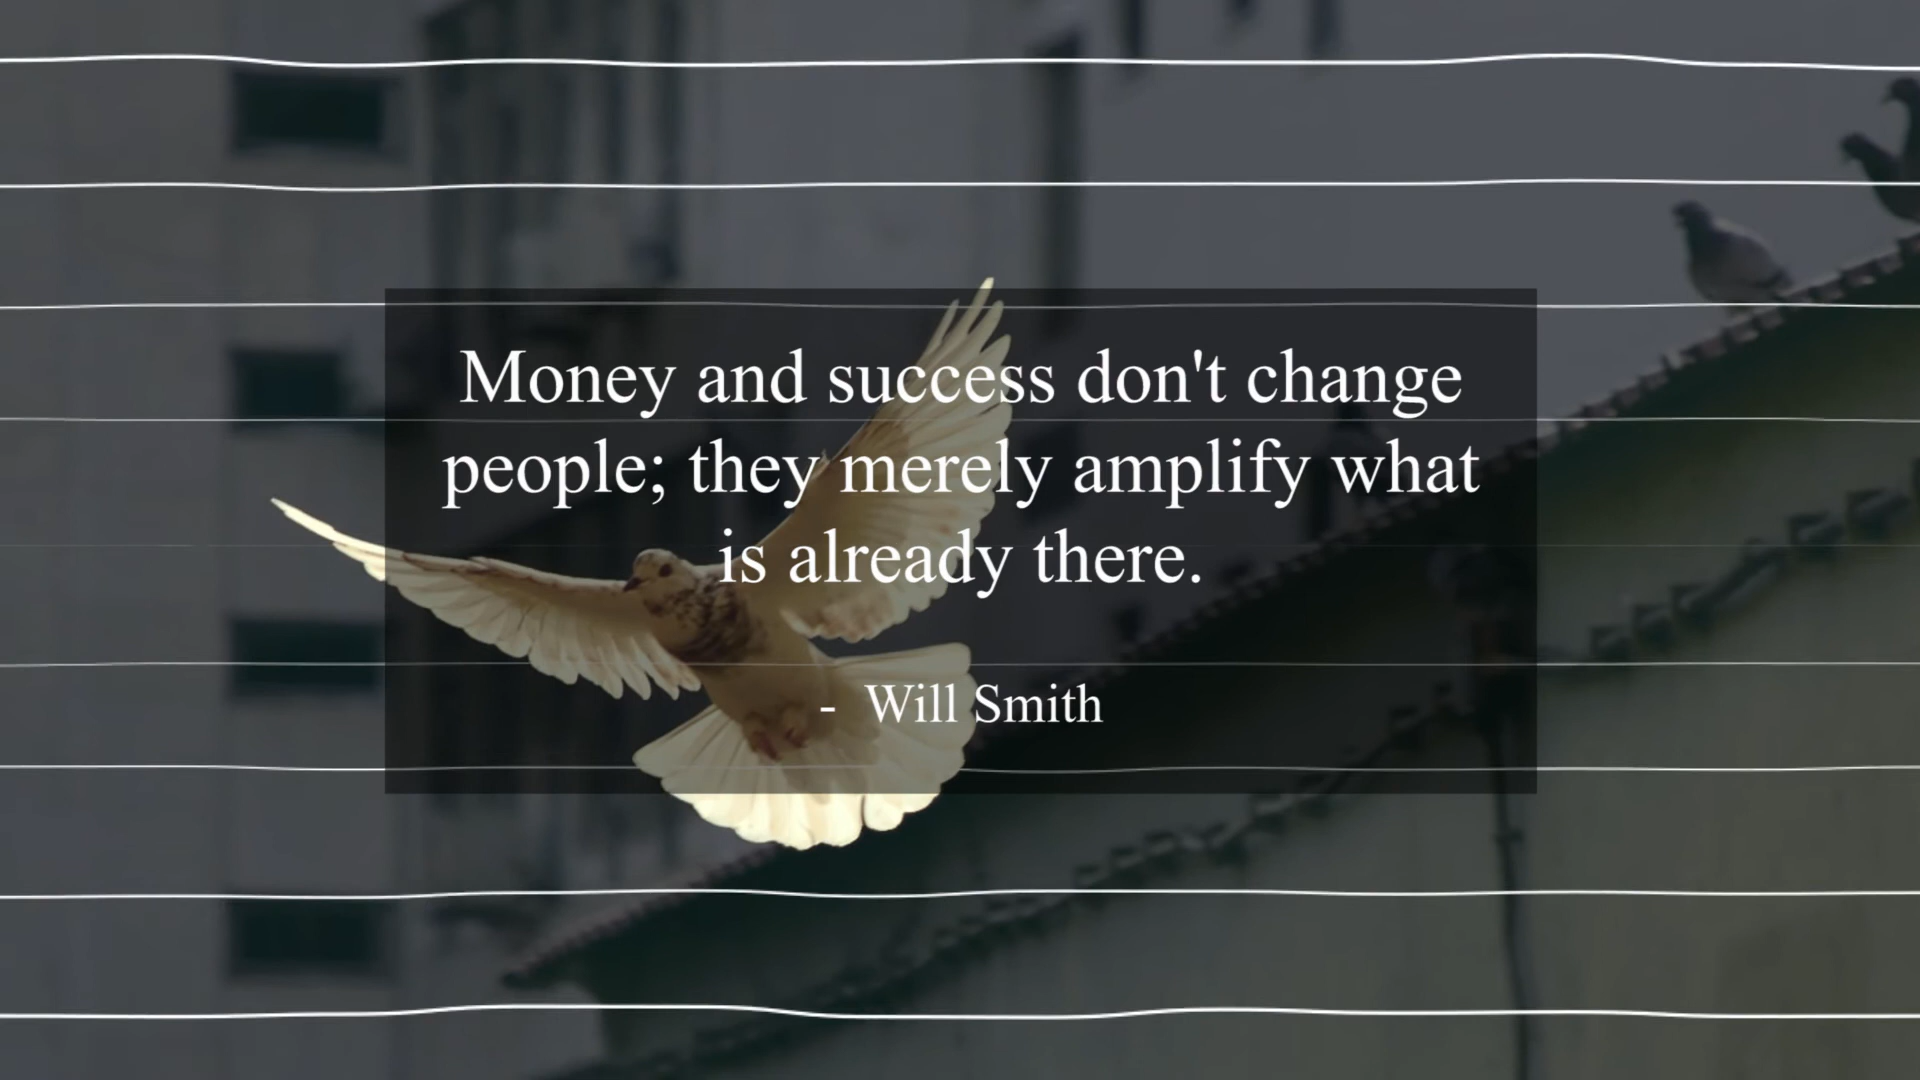 Money and success don't change
people; they merely amplify what
is already there.
- Will Smith